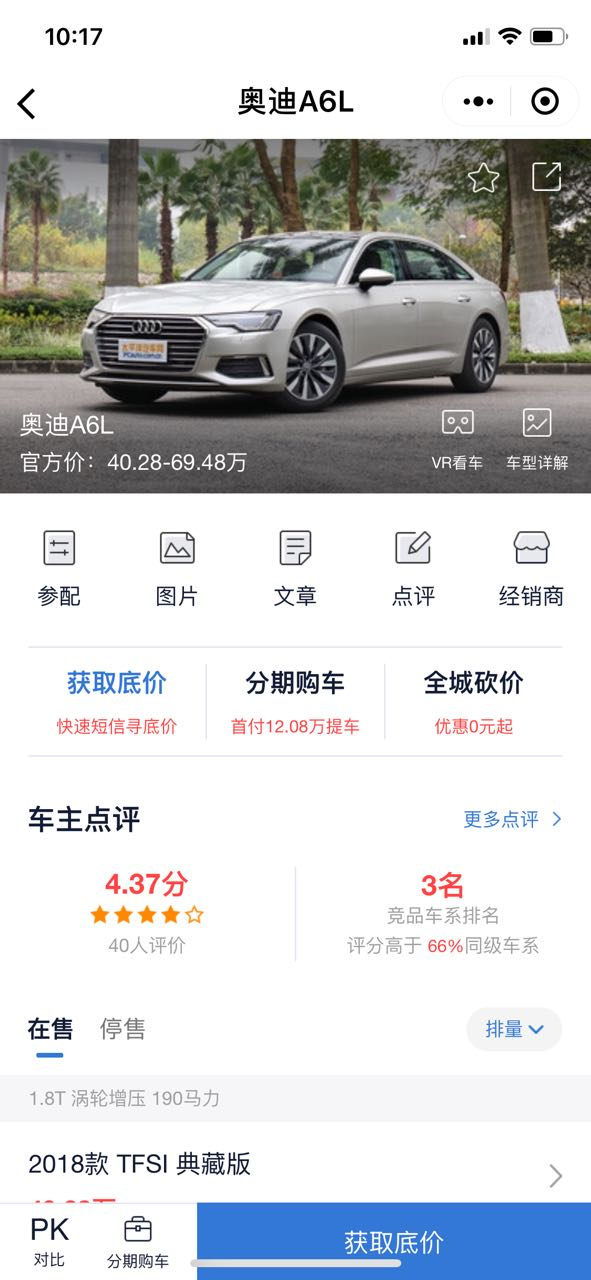 10:17
奥迪A6L
太平洋汽车网
PCauto.com.cn
奥迪A6L
官方价：40.28-69.48万
VR看车
车型详解
参配
图片
文章
点评
经销商
获取底价
分期购车
全城砍价
快速短信寻底价
首付12.08万提车
优惠0元起
车主点评
更多点评
4.37分
40人评价
3名
竞品车系排名
评分高于 66%同级车系
在售
停售
排量
1.8T 涡轮增压 190马力
2018款 TFSI 典藏版
PK
对比
分期购车
获取底价